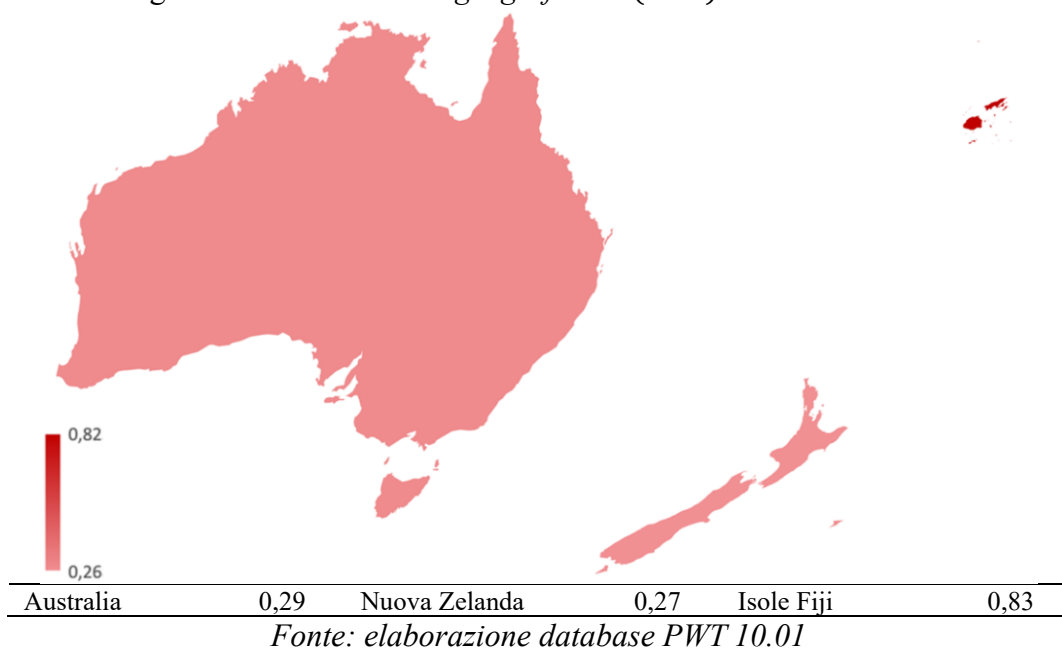 0,82
0,26
Australia 0,29 Nuova Zelanda 0,27 Isole Fiji 0,83
Fonte: elaborazione database PWT 10.01